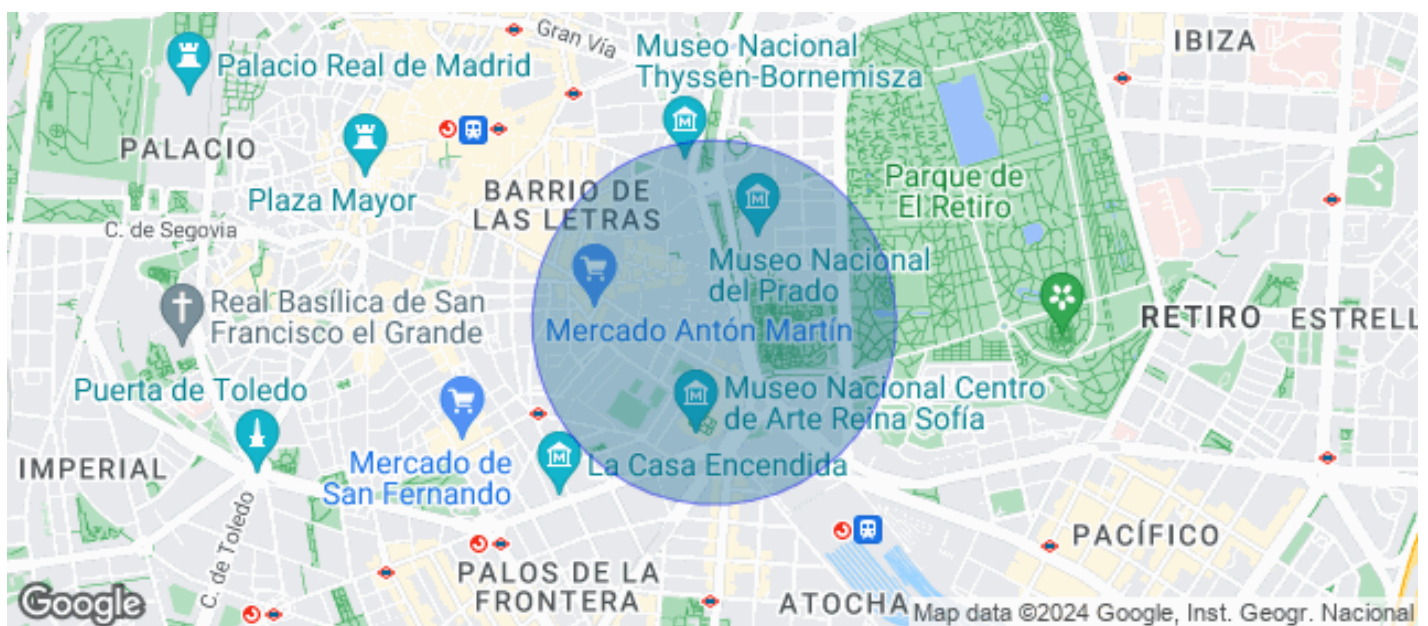 Gran Vía
Museo Nacional
Thyssen-Bornemisza
IBIZA
Palacio Real de Madrid
PALACIO
Plaza Mayor
BARRIO DE
LAS LETRAS
Parque de
El Retiro
C. de Segovia
Museo Nacional
del Prado
Real Basílica de San
Francisco el Grande
Mercado Antón Martín
RETIRO
ESTRELL
Puerta de Toledo
Museo Nacional Centro
de Arte Reina Sofía
IMPERIAL
Mercado de
San Fernando
La Casa Encendida
C. de Toledo
PACÍFICO
PALOS DE LA
FRONTERA
ATOCHA
Google
Map data ©2024 Google, Inst. Geogr. Nacional